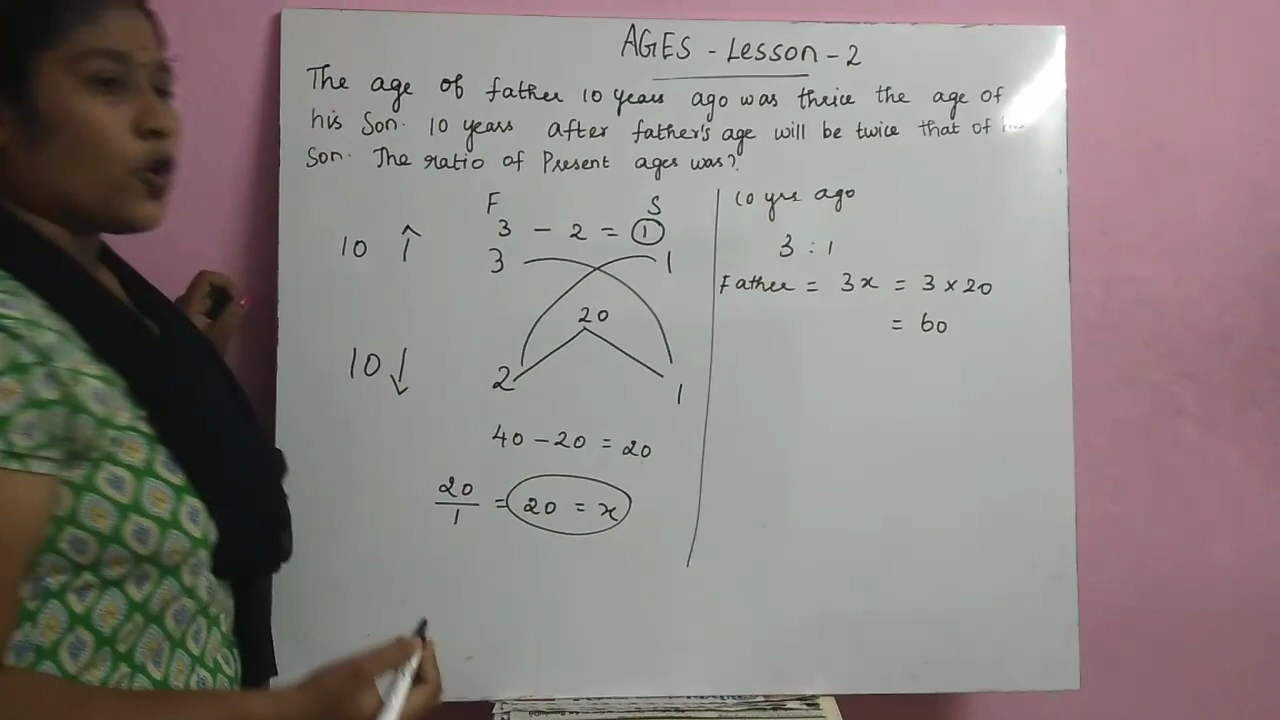 AGES - Lesson - 2
The age of father 10 years ago was thrice the age of
his Son. 10 years after father's age will be twice that of
Son. The ratio of Present ages was?
F S
10 ↑ 3 - 2 = 1
3 1
20
10 ↓ 2 1
40 - 20 = 20
20/1 = 20 = x
10 yrs ago
3 : 1
Father = 3x = 3 × 20
= 60